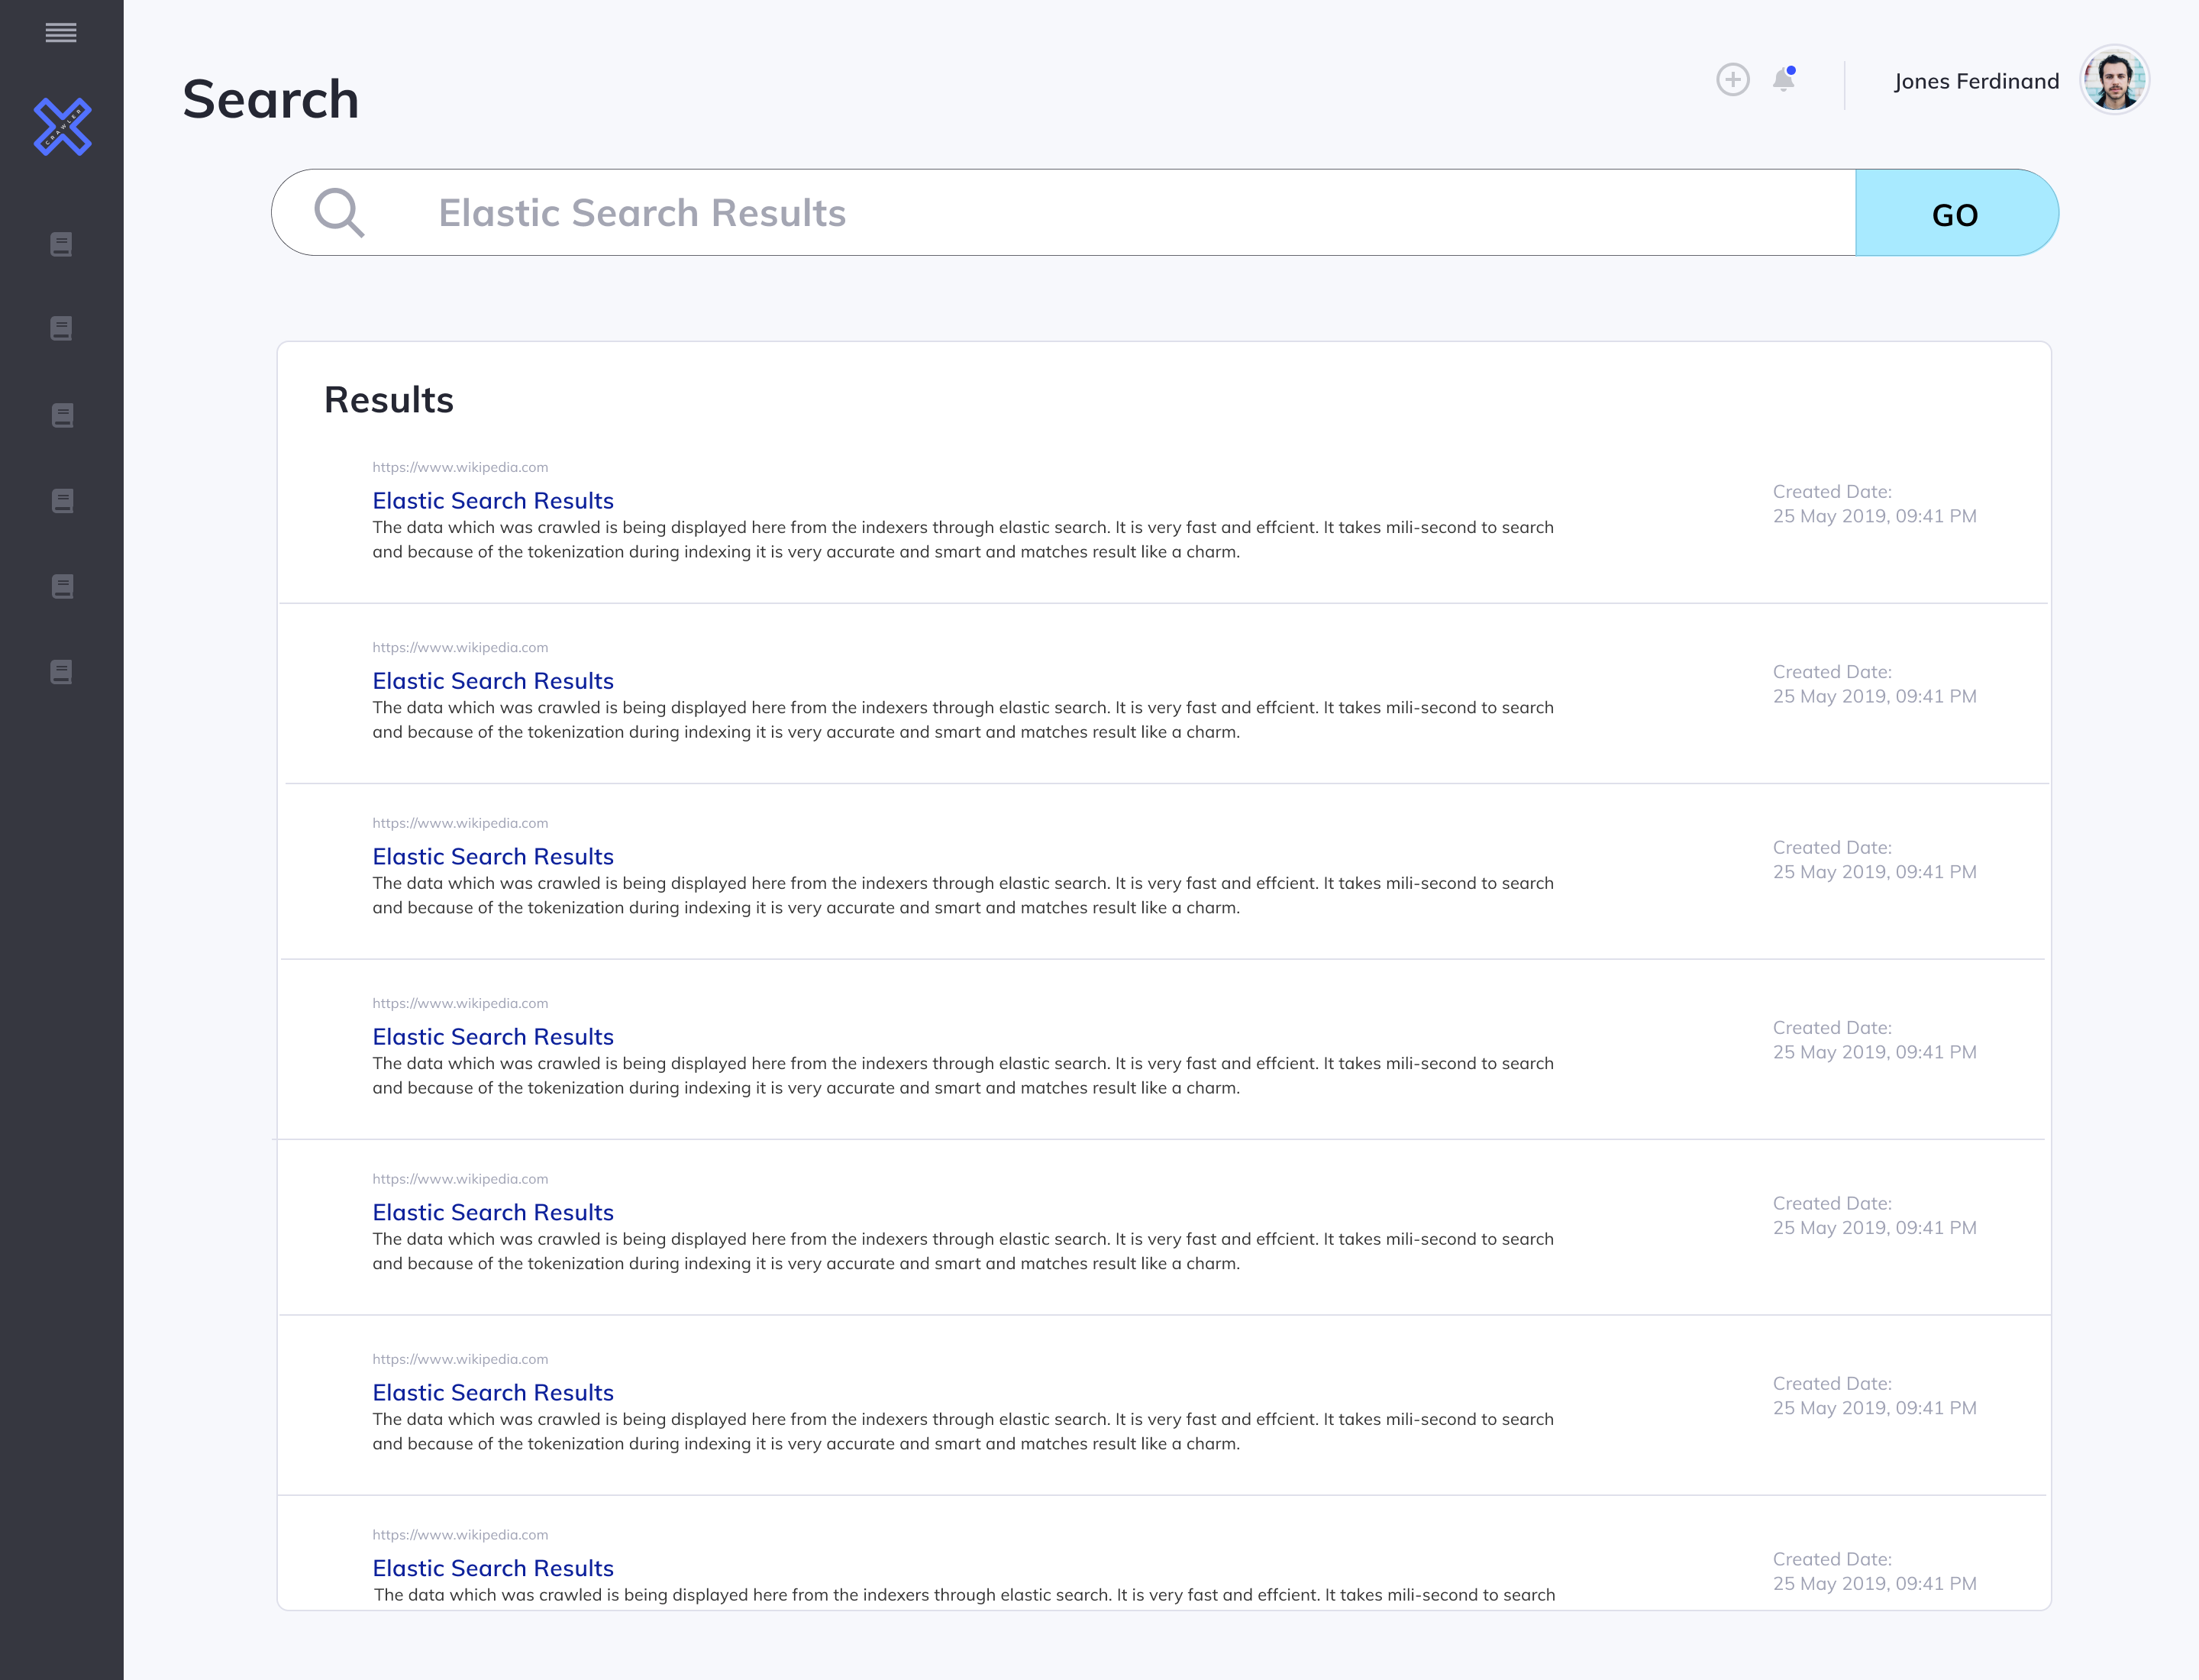 CRAWLER
Search
Jones Ferdinand
Elastic Search Results
GO
Results
https://www.wikipedia.com
Elastic Search Results
The data which was crawled is being displayed here from the indexers through elastic search. It is very fast and effcient. It takes mili-second to search
and because of the tokenization during indexing it is very accurate and smart and matches result like a charm.
Created Date:
25 May 2019, 09:41 PM
https://www.wikipedia.com
Elastic Search Results
The data which was crawled is being displayed here from the indexers through elastic search. It is very fast and effcient. It takes mili-second to search
and because of the tokenization during indexing it is very accurate and smart and matches result like a charm.
Created Date:
25 May 2019, 09:41 PM
https://www.wikipedia.com
Elastic Search Results
The data which was crawled is being displayed here from the indexers through elastic search. It is very fast and effcient. It takes mili-second to search
and because of the tokenization during indexing it is very accurate and smart and matches result like a charm.
Created Date:
25 May 2019, 09:41 PM
https://www.wikipedia.com
Elastic Search Results
The data which was crawled is being displayed here from the indexers through elastic search. It is very fast and effcient. It takes mili-second to search
and because of the tokenization during indexing it is very accurate and smart and matches result like a charm.
Created Date:
25 May 2019, 09:41 PM
https://www.wikipedia.com
Elastic Search Results
The data which was crawled is being displayed here from the indexers through elastic search. It is very fast and effcient. It takes mili-second to search
and because of the tokenization during indexing it is very accurate and smart and matches result like a charm.
Created Date:
25 May 2019, 09:41 PM
https://www.wikipedia.com
Elastic Search Results
The data which was crawled is being displayed here from the indexers through elastic search. It is very fast and effcient. It takes mili-second to search
and because of the tokenization during indexing it is very accurate and smart and matches result like a charm.
Created Date:
25 May 2019, 09:41 PM
https://www.wikipedia.com
Elastic Search Results
The data which was crawled is being displayed here from the indexers through elastic search. It is very fast and effcient. It takes mili-second to search
Created Date:
25 May 2019, 09:41 PM